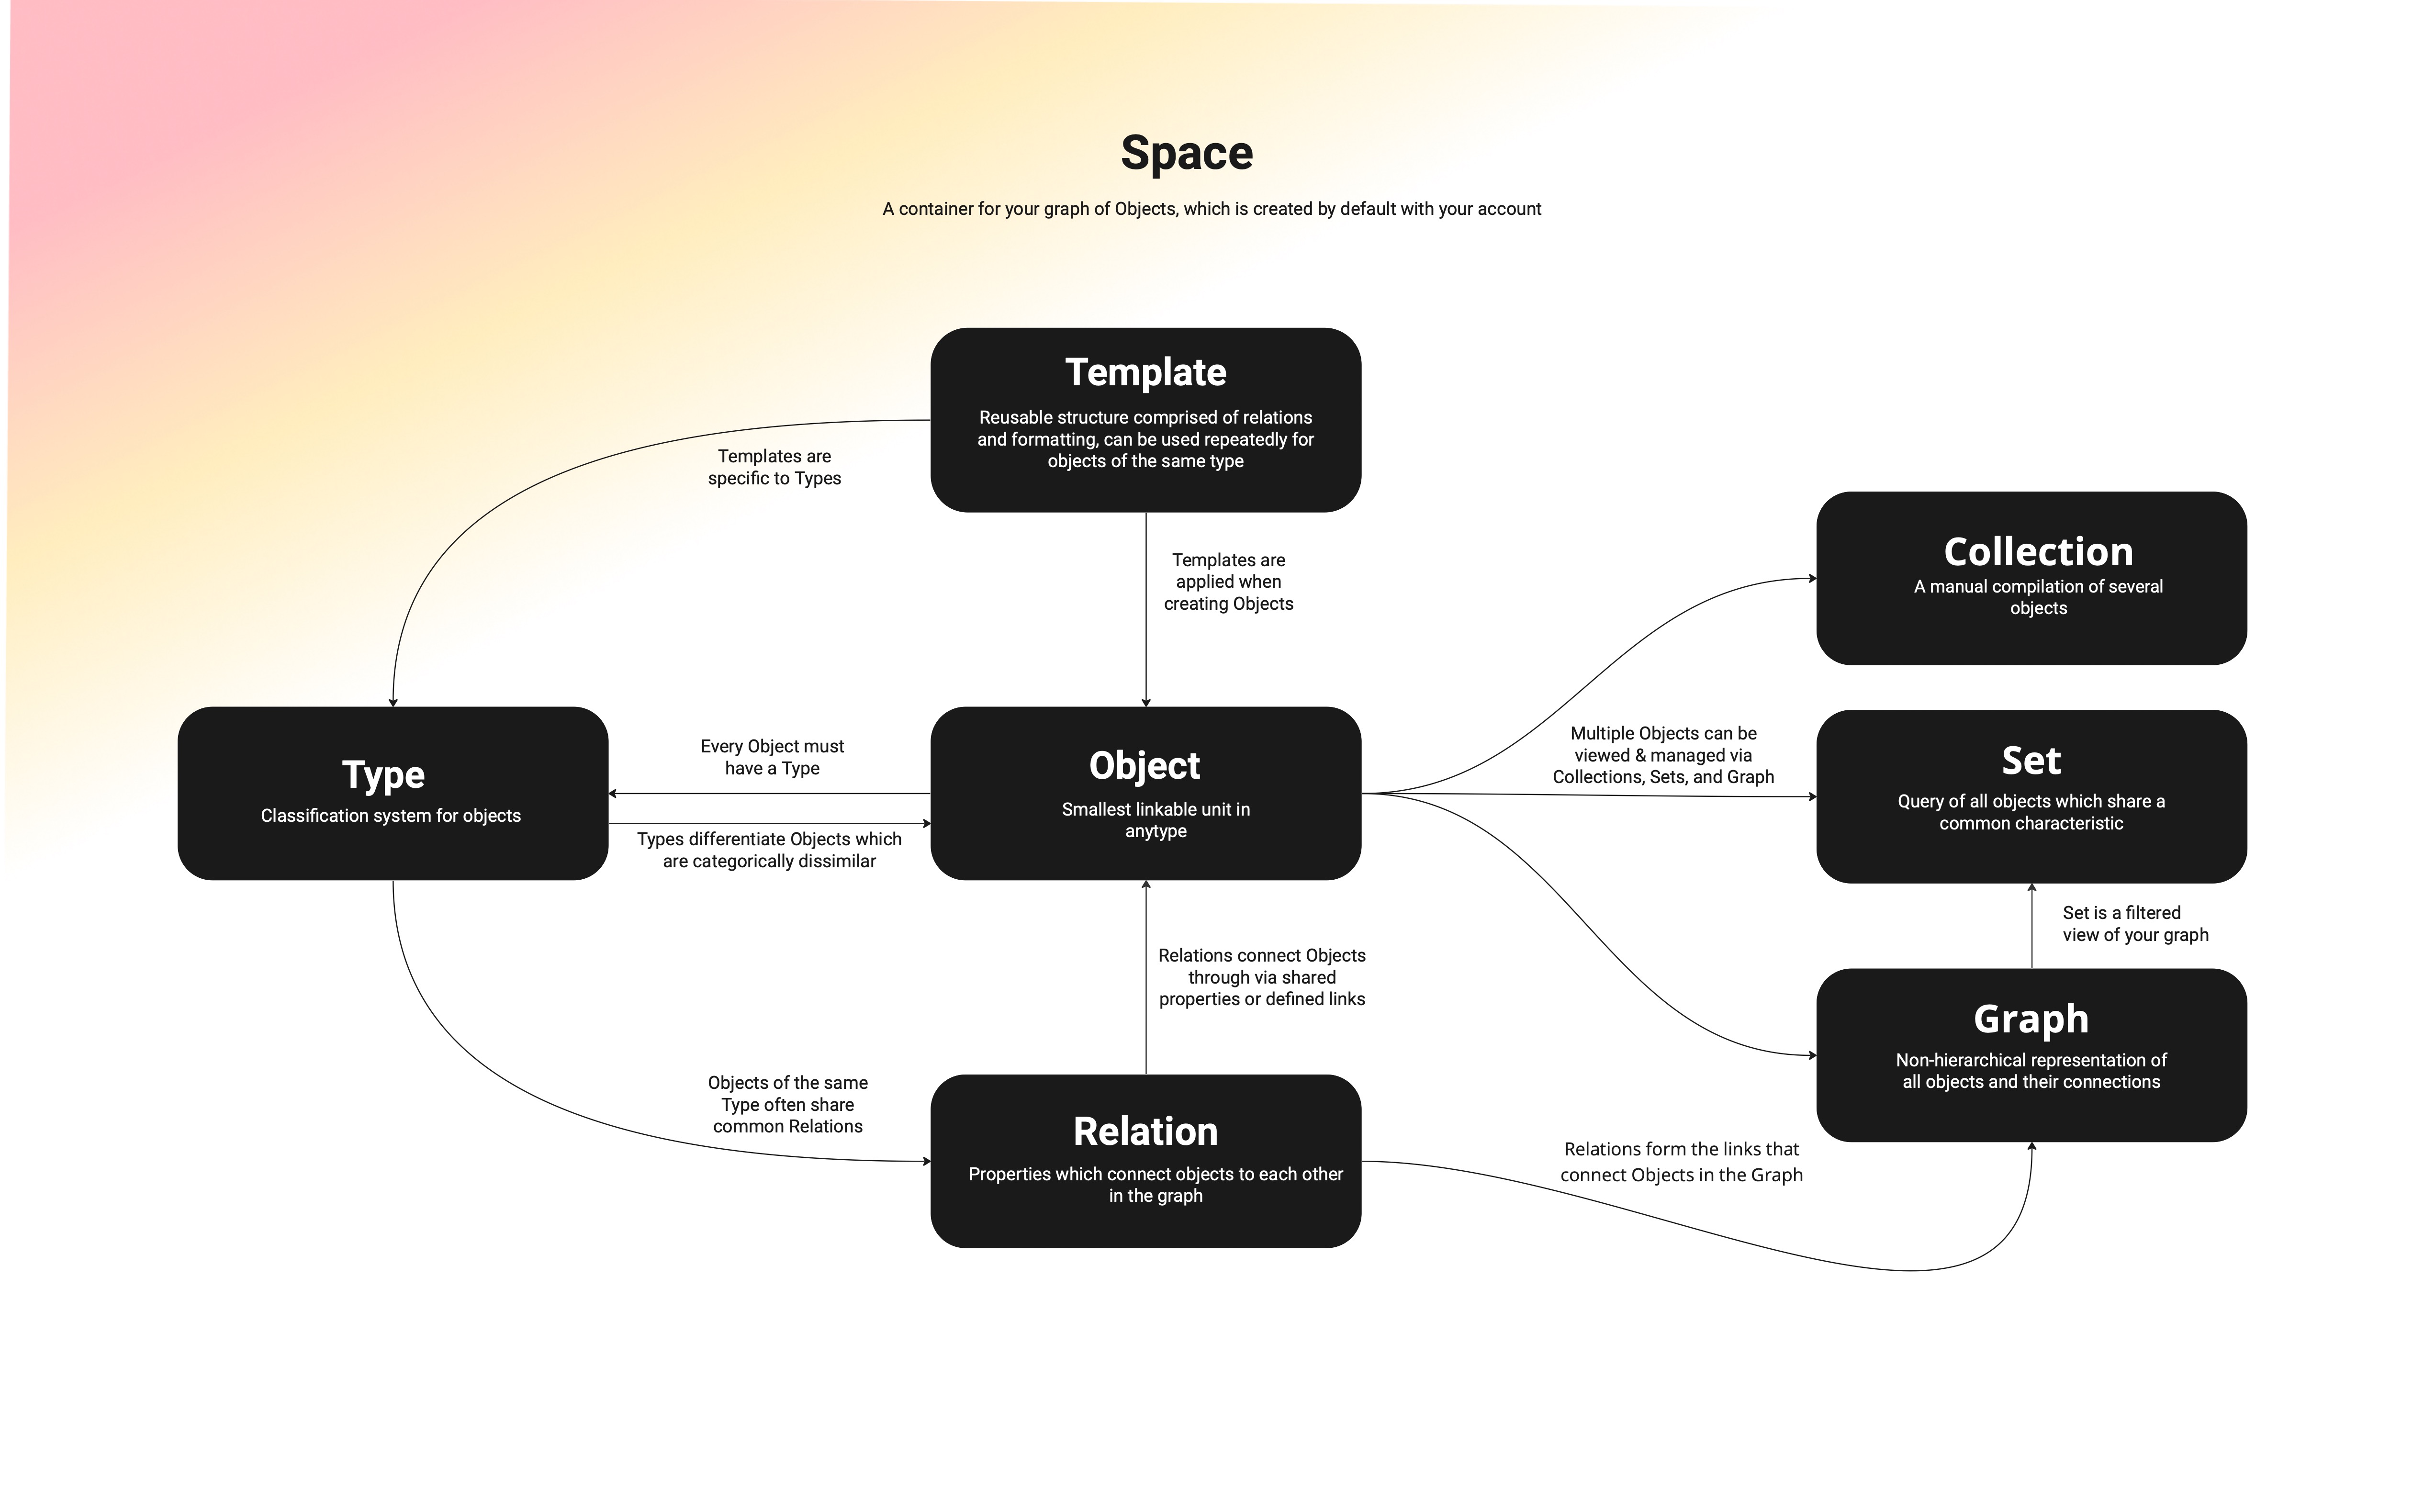 Space
A container for your graph of Objects, which is created by default with your account
Template
Reusable structure comprised of relations
and formatting, can be used repeatedly for
objects of the same type
Templates are
specific to Types
Templates are
applied when
creating Objects
Collection
A manual compilation of several
objects
Type
Classification system for objects
Every Object must
have a Type
Types differentiate Objects which
are categorically dissimilar
Object
Smallest linkable unit in
anytype
Multiple Objects can be
viewed & managed via
Collections, Sets, and Graph
Set
Query of all objects which share a
common characteristic
Set is a filtered
view of your graph
Relations connect Objects
through via shared
properties or defined links
Graph
Non-hierarchical representation of
all objects and their connections
Objects of the same
Type often share
common Relations
Relation
Properties which connect objects to each other
in the graph
Relations form the links that
connect Objects in the Graph